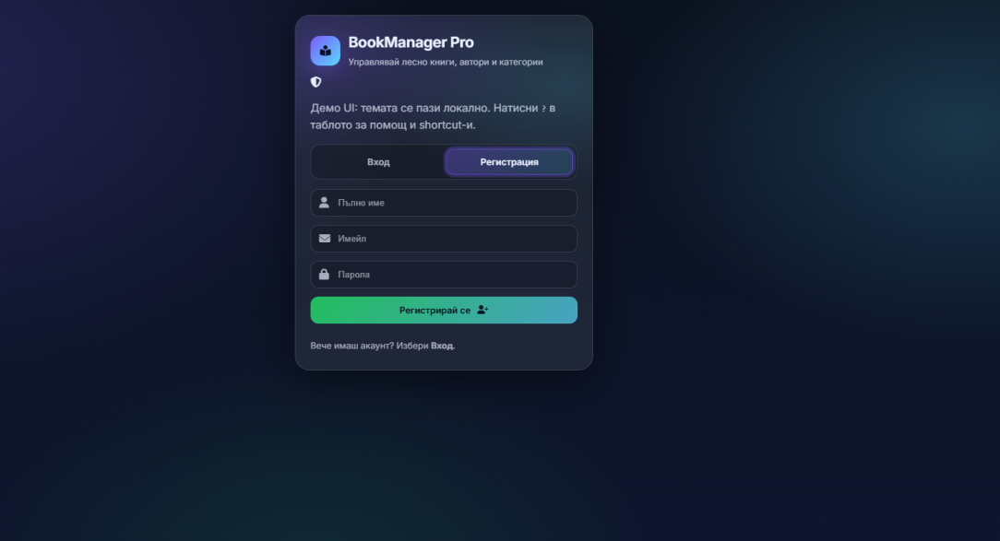 BookManager Pro
Управлявай лесно книги, автори и категории
Демо UI: темата се пази локално. Натисни ? в
таблото за помощ и shortcut-и.
Вход
Регистрация
Пълно име
Имейл
Парола
Регистрирай се
Вече имаш акаунт? Избери Вход.